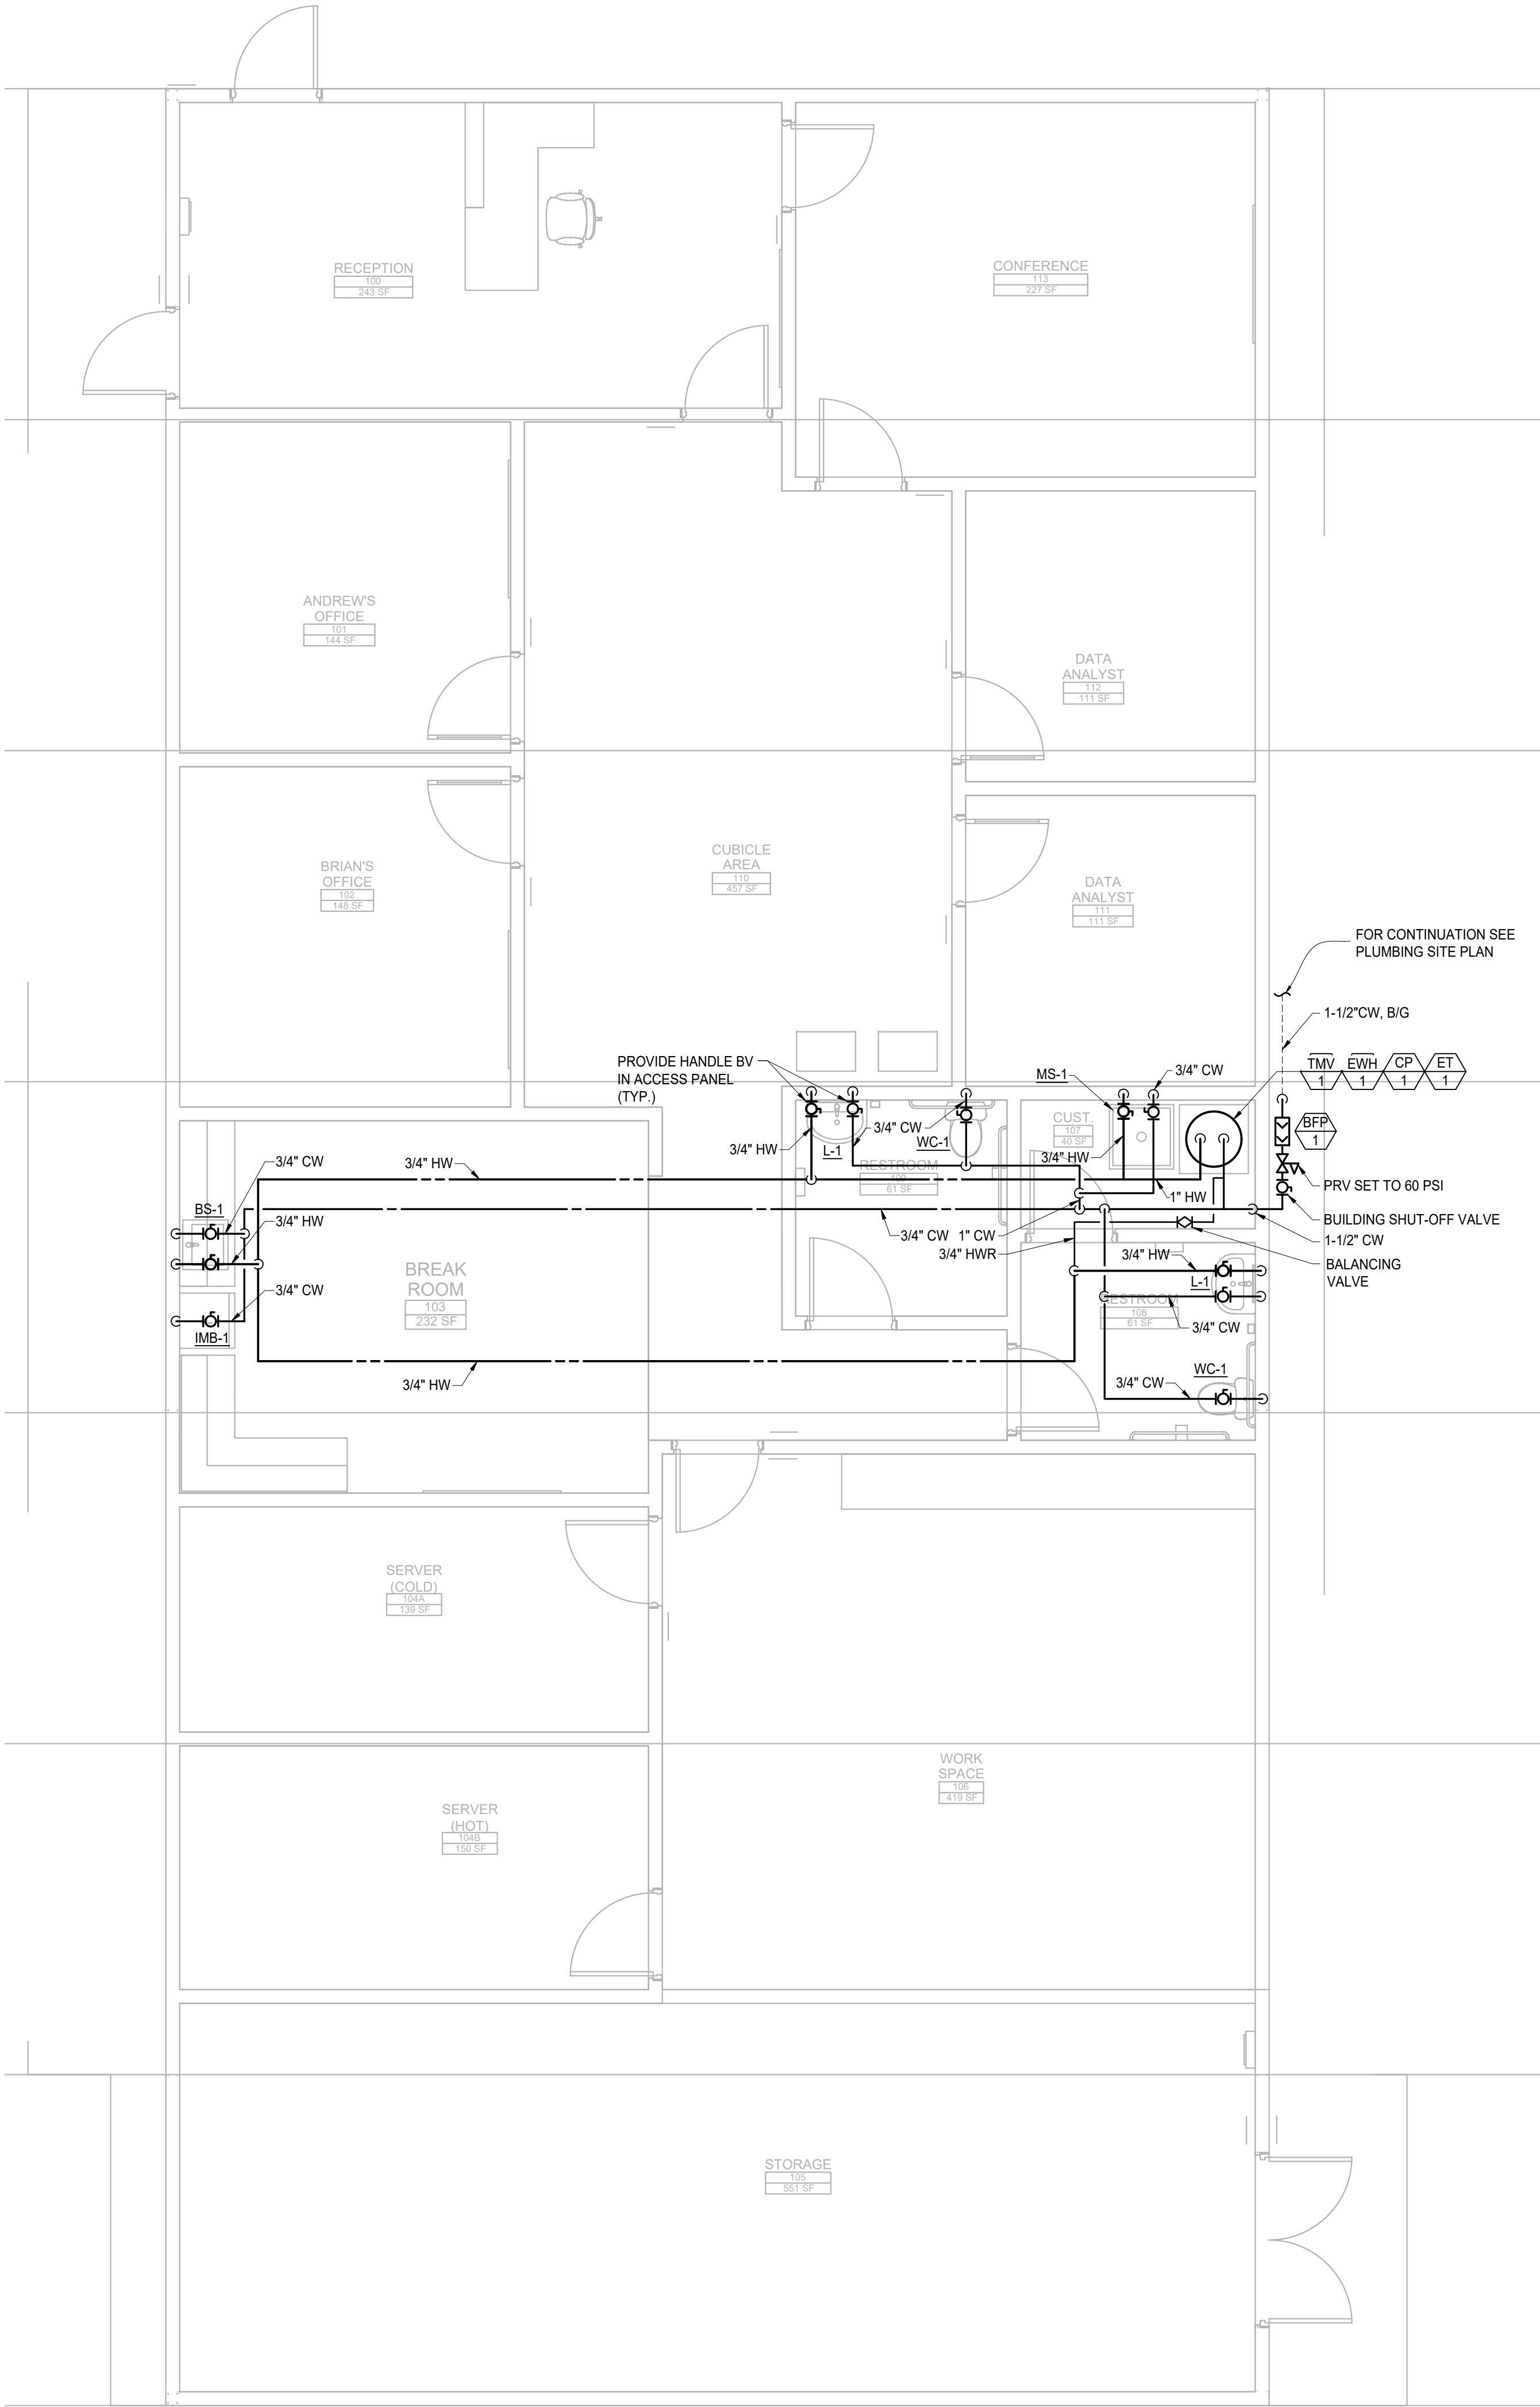 RECEPTION
100
243 SF
CONFERENCE
113
227 SF
ANDREW'S
OFFICE
101
144 SF
DATA
ANALYST
112
111 SF
BRIAN'S
OFFICE
102
148 SF
CUBICLE
AREA
110
457 SF
DATA
ANALYST
111
111 SF
FOR CONTINUATION SEE
PLUMBING SITE PLAN
1-1/2"CW, B/G
TMV
1
EWH
1
CP
1
ET
1
PROVIDE HANDLE BV
IN ACCESS PANEL
(TYP.)
MS-1
3/4" CW
BFP
1
CUST.
107
40 SF
3/4" CW
3/4" HW
L-1
WC-1
3/4" HW
RESTROOM
109
61 SF
3/4" CW
3/4" HW
1" HW
PRV SET TO 60 PSI
BS-1
3/4" HW
BUILDING SHUT-OFF VALVE
3/4" CW
1" CW
1-1/2" CW
3/4" HWR
3/4" HW
BALANCING
VALVE
L-1
BREAK
ROOM
103
232 SF
3/4" CW
IMB-1
RESTROOM
108
61 SF
3/4" CW
WC-1
3/4" CW
3/4" HW
SERVER
(COLD)
104A
139 SF
WORK
SPACE
106
419 SF
SERVER
(HOT)
104B
150 SF
STORAGE
105
551 SF